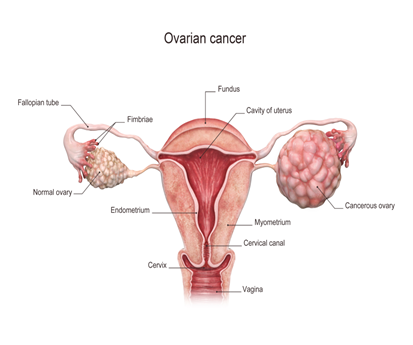 Ovarian cancer
Fundus
Fallopian tube
Cavity of uterus
Fimbriae
Normal ovary
Cancerous ovary
Endometrium
Myometrium
Cervical canal
Cervix
Vagina